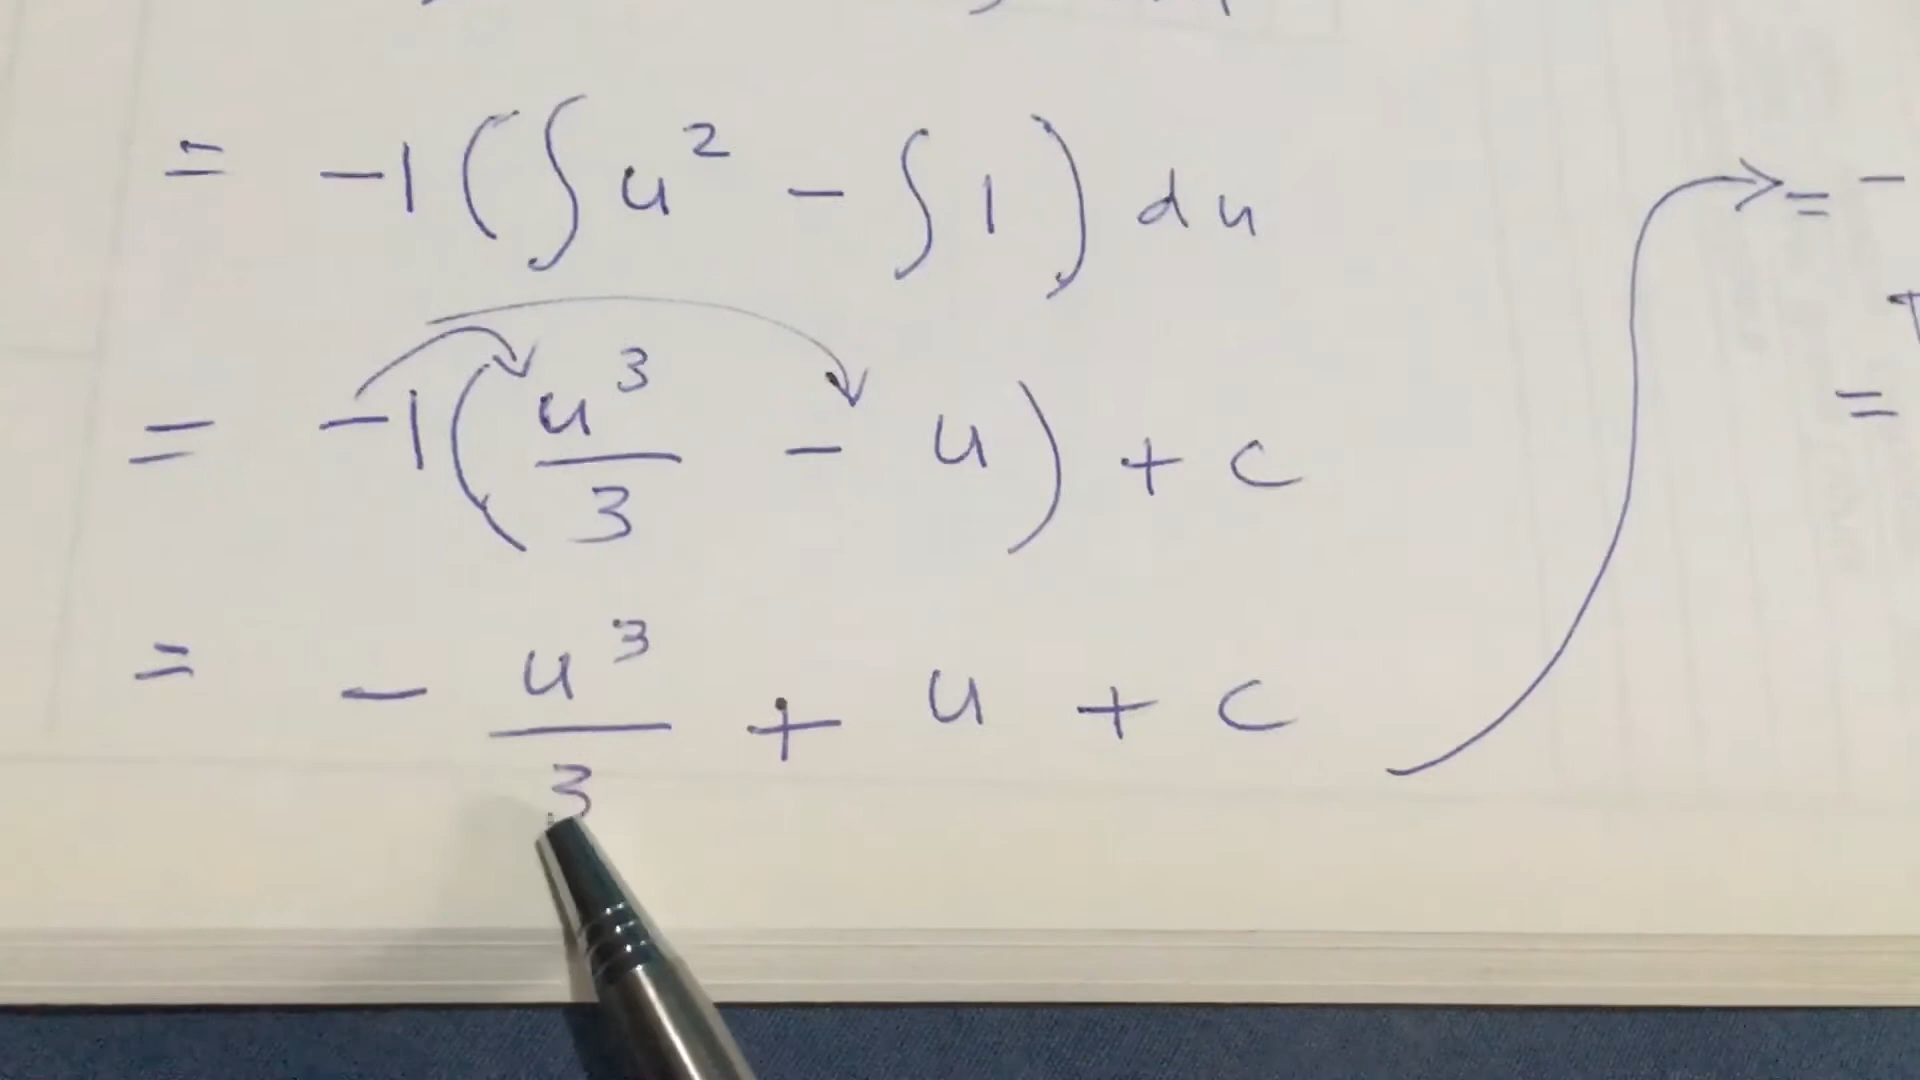 = -1 ( ∫ u² - ∫ 1 ) du
= -1 ( u³/3 - u ) + c
= - u³/3 + u + c
= -
=